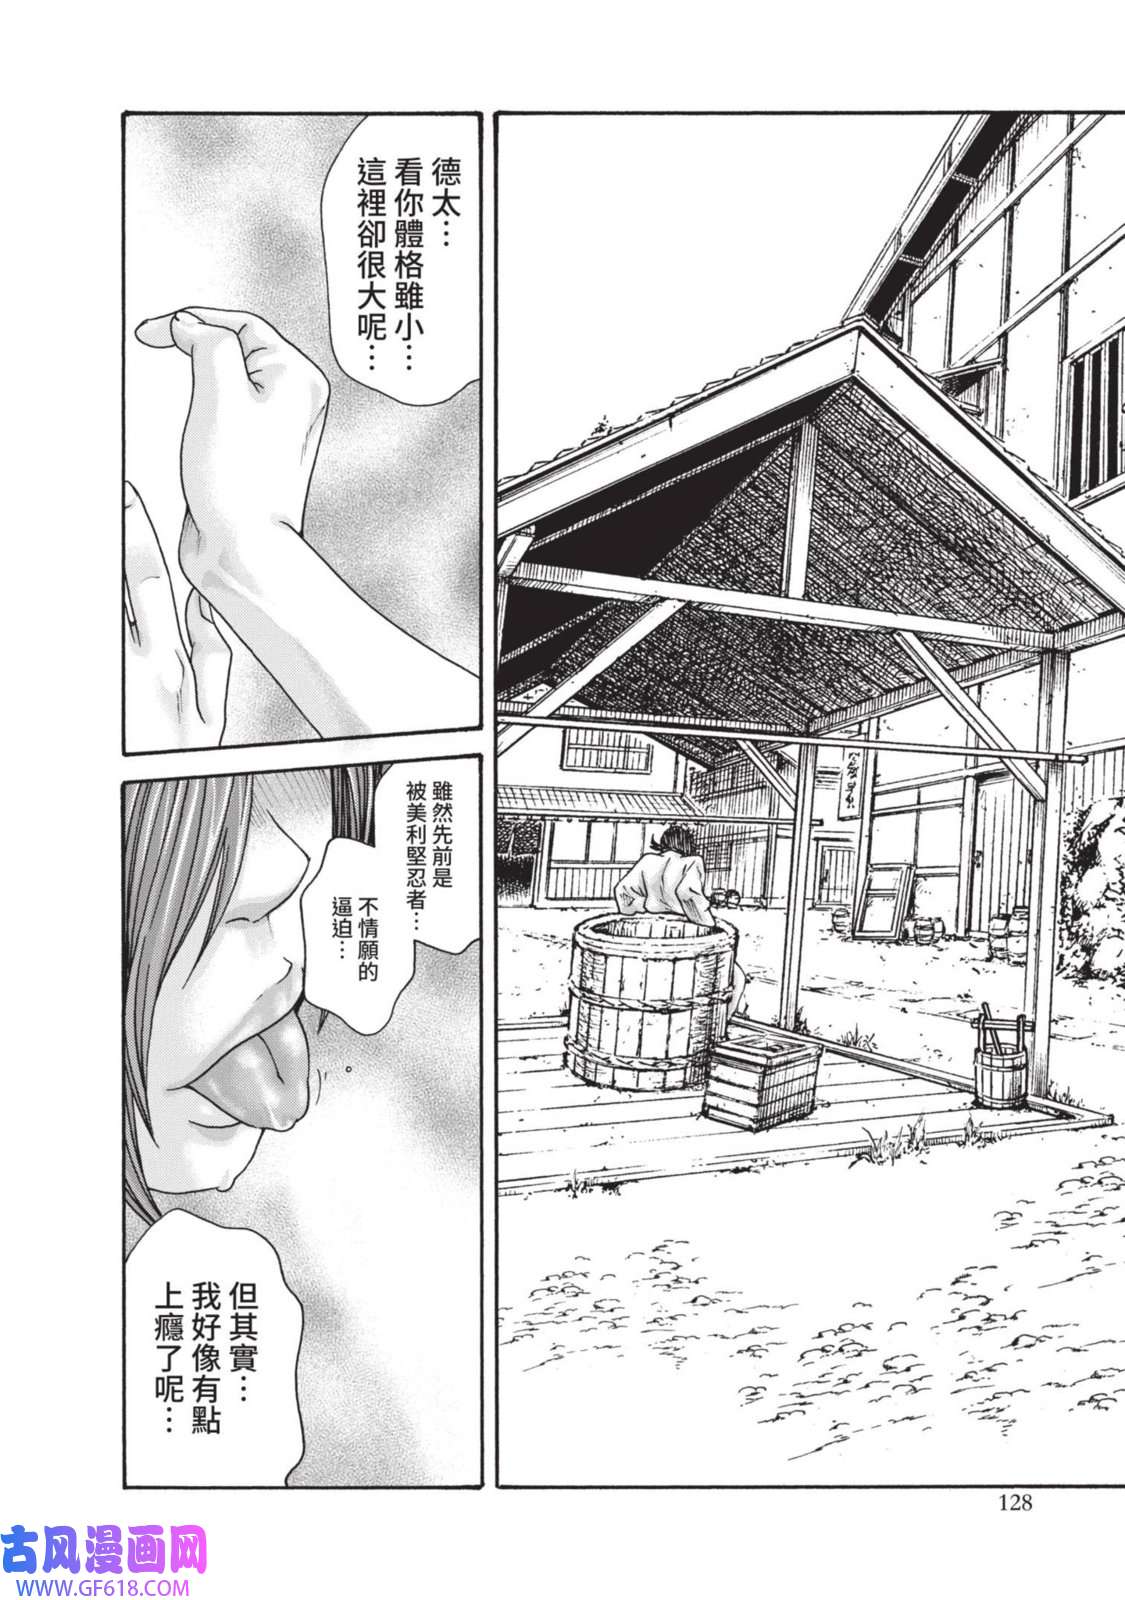 德太…
看你體格雖小…
這裡卻很大呢…
雖然先前是
被美利堅忍者…
不情願的
逼迫…
但其實…
我好像有點
上癮了呢…
128
古风漫画网
WWW.GF618.COM